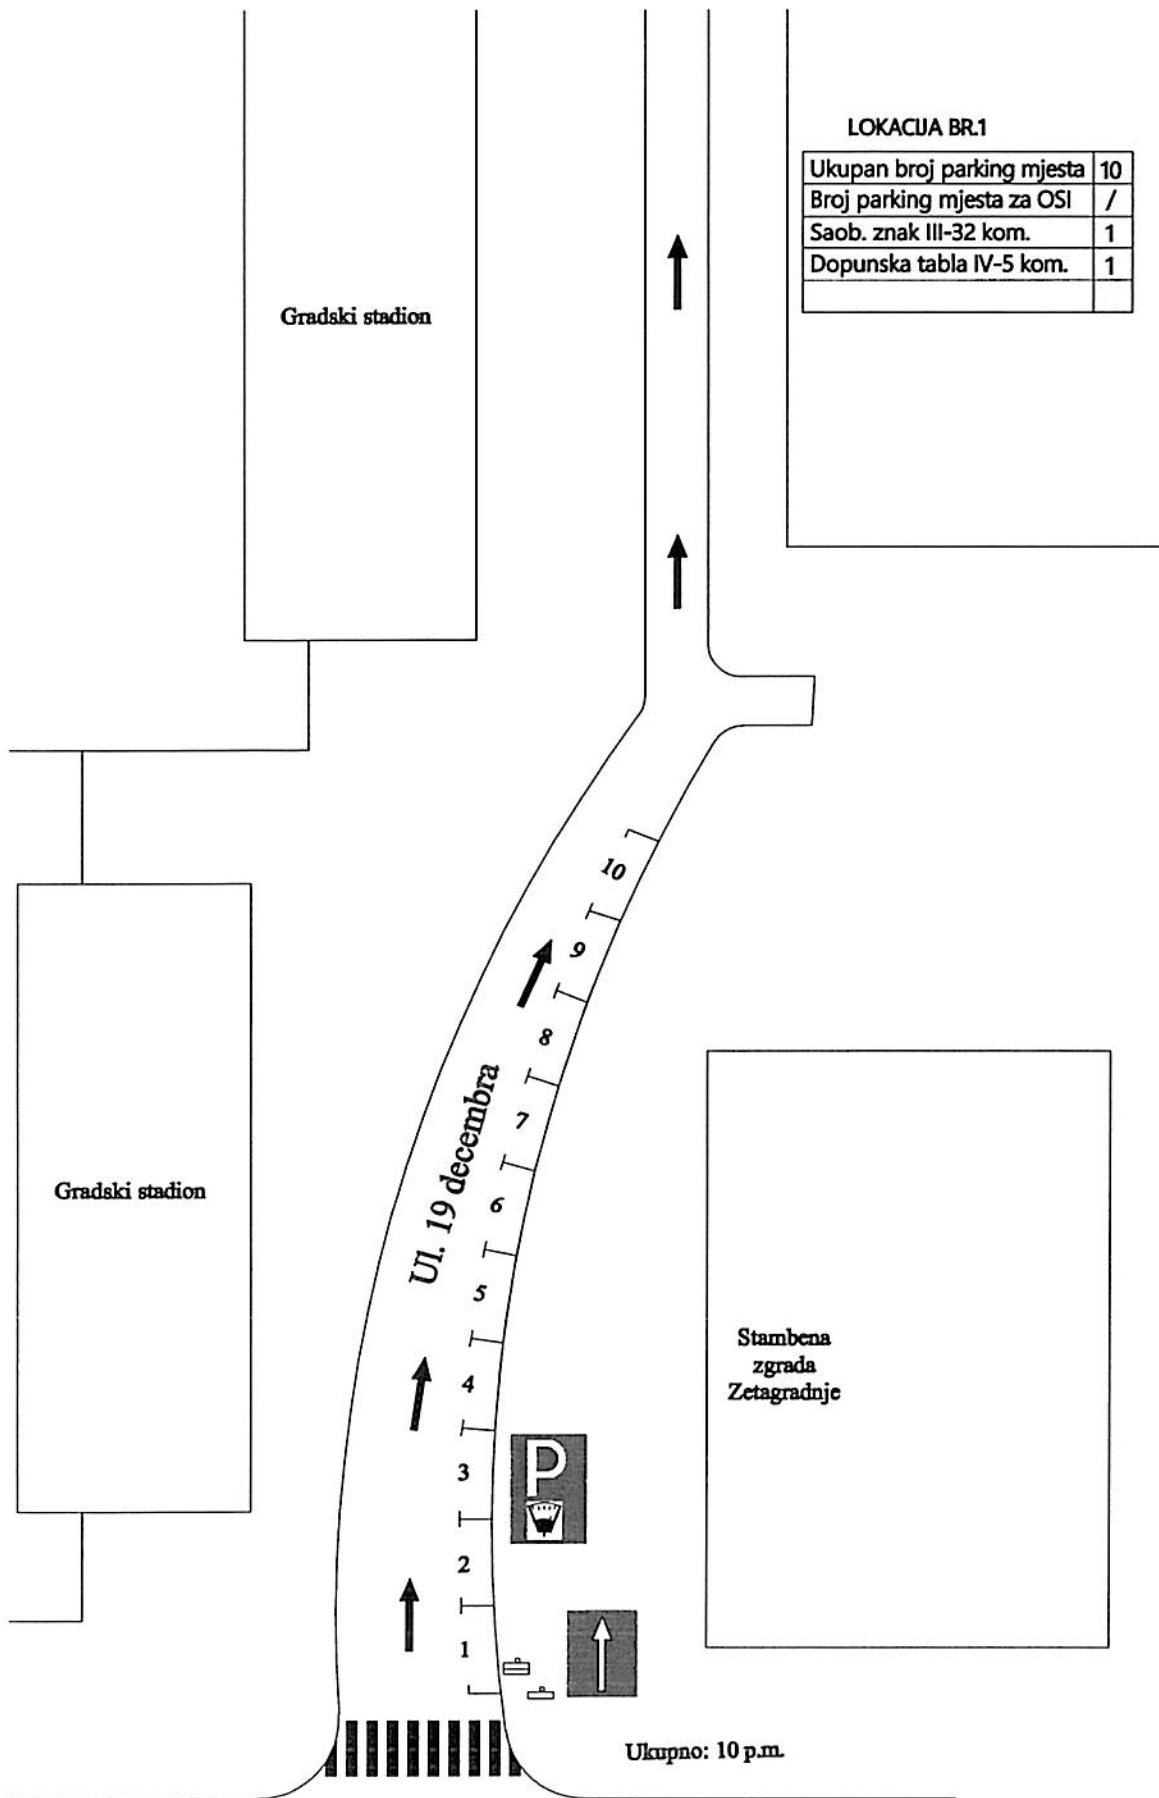 LOKACIJA BR.1
Ukupan broj parking mjesta 10
Broj parking mjesta za OSI /
Saob. znak III-32 kom. 1
Dopunska tabla IV-5 kom. 1
Gradski stadion
10
9
8
7
6
5
4
3
2
1
Ul. 19 decembra
Gradski stadion
Stambena
zgrada
Zetagradnje
P
Ukupno: 10 p.m.